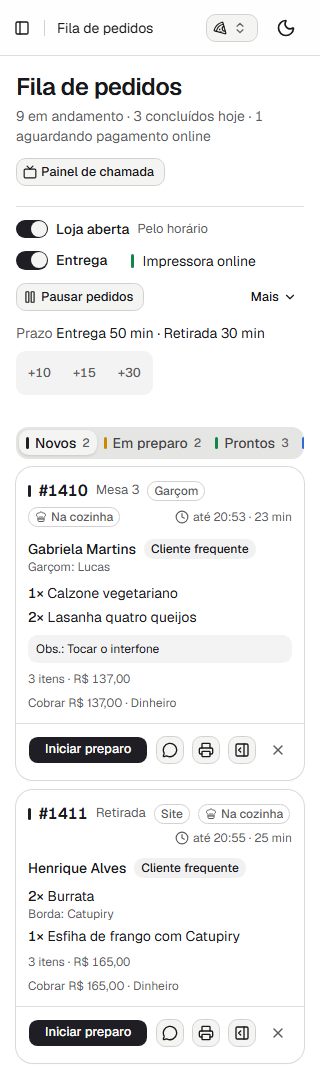 Fila de pedidos
Fila de pedidos
9 em andamento · 3 concluídos hoje · 1
aguardando pagamento online
Painel de chamada
Loja aberta Pelo horário
Entrega Impressora online
Pausar pedidos Mais
Prazo Entrega 50 min · Retirada 30 min
+10 +15 +30
Novos 2 Em preparo 2 Prontos 3
#1410 Mesa 3 Garçom
Na cozinha até 20:53 · 23 min
Gabriela Martins Cliente frequente
Garçom: Lucas
1× Calzone vegetariano
2× Lasanha quatro queijos
Obs.: Tocar o interfone
3 itens · R$ 137,00
Cobrar R$ 137,00 · Dinheiro
Iniciar preparo
#1411 Retirada Site Na cozinha
até 20:55 · 25 min
Henrique Alves Cliente frequente
2× Burrata
Borda: Catupiry
1× Esfiha de frango com Catupiry
3 itens · R$ 165,00
Cobrar R$ 165,00 · Dinheiro
Iniciar preparo